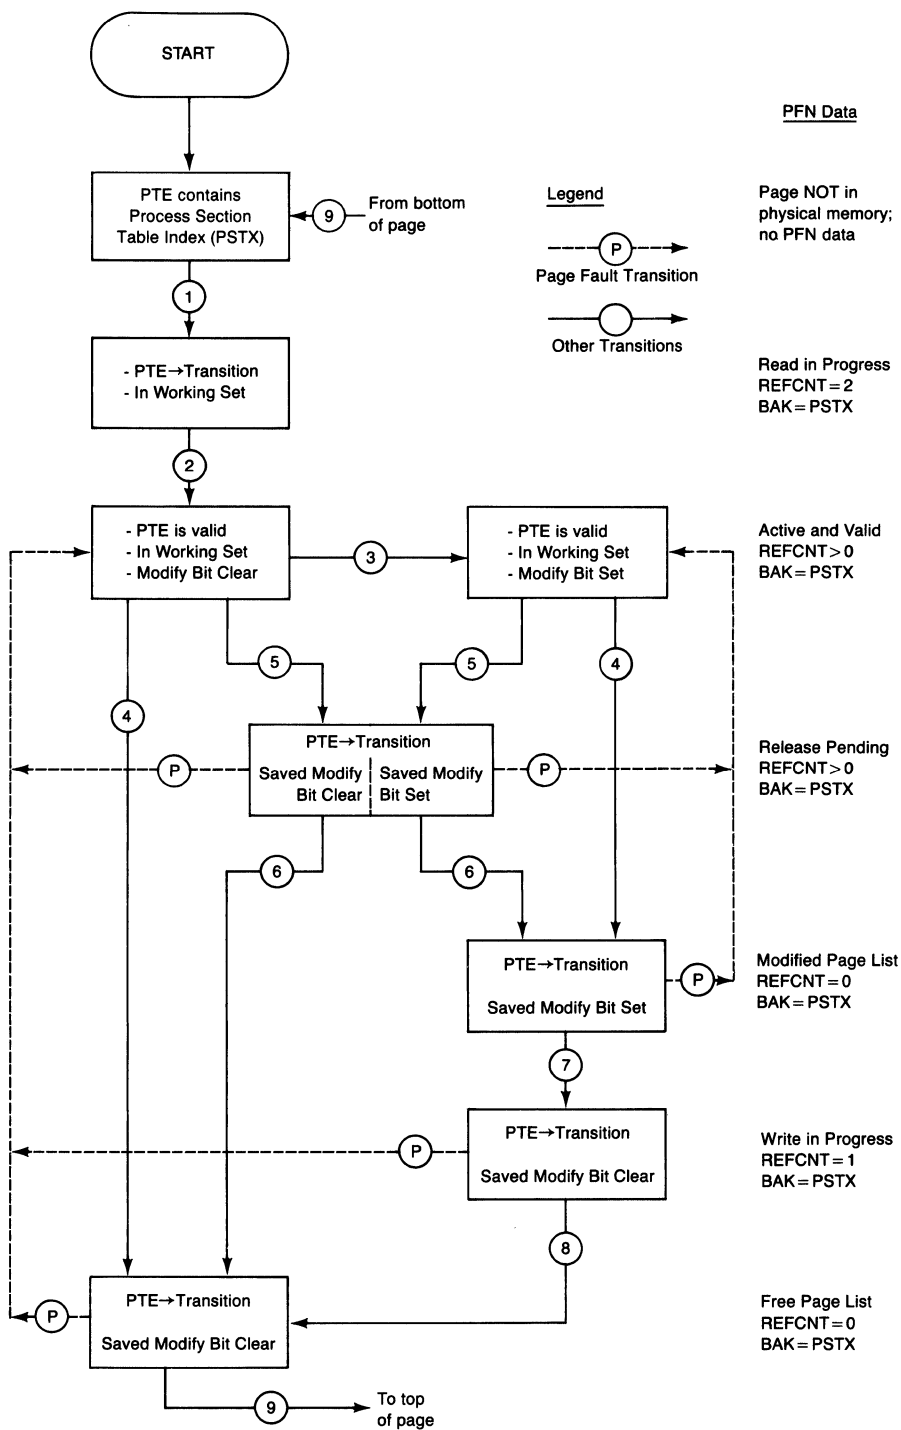 START
PFN Data
PTE contains
Process Section
Table Index (PSTX)
9
From bottom
of page
Legend
P
Page Fault Transition
Other Transitions
Page NOT in
physical memory;
no PFN data
1
- PTE→Transition
- In Working Set
Read in Progress
REFCNT=2
BAK=PSTX
2
- PTE is valid
- In Working Set
- Modify Bit Clear
3
- PTE is valid
- In Working Set
- Modify Bit Set
Active and Valid
REFCNT>0
BAK=PSTX
5
5
4
4
PTE→Transition
Saved Modify
Bit Clear
Saved Modify
Bit Set
P
P
Release Pending
REFCNT>0
BAK=PSTX
6
6
PTE→Transition
Saved Modify Bit Set
P
Modified Page List
REFCNT=0
BAK=PSTX
7
PTE→Transition
Saved Modify Bit Clear
P
Write in Progress
REFCNT=1
BAK=PSTX
8
PTE→Transition
Saved Modify Bit Clear
P
Free Page List
REFCNT=0
BAK=PSTX
9
To top
of page